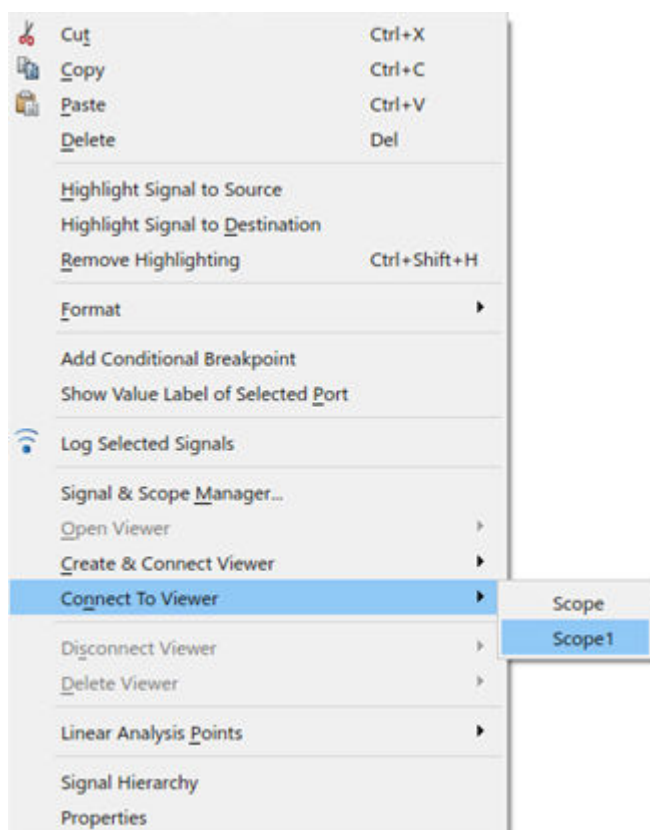 Cut Ctrl+X
Copy Ctrl+C
Paste Ctrl+V
Delete Del
Highlight Signal to Source
Highlight Signal to Destination
Remove Highlighting Ctrl+Shift+H
Format
Add Conditional Breakpoint
Show Value Label of Selected Port
Log Selected Signals
Signal & Scope Manager...
Open Viewer
Create & Connect Viewer
Connect To Viewer
Scope
Scope1
Disconnect Viewer
Delete Viewer
Linear Analysis Points
Signal Hierarchy
Properties